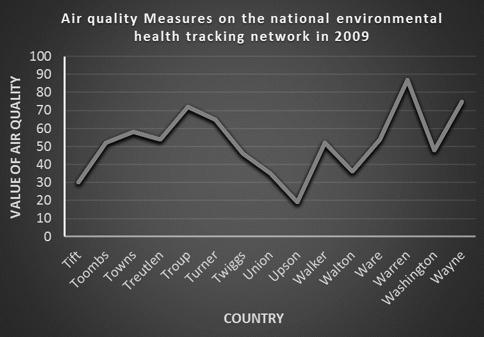 Air quality Measures on the national environmental
health tracking network in 2009
VALUE OF AIR QUALITY
100
90
80
70
60
50
40
30
20
10
0
Tift
Toombs
Towns
Treutlen
Troup
Turner
Twiggs
Union
Upson
Walker
Walton
Ware
Warren
Washington
Wayne
COUNTRY